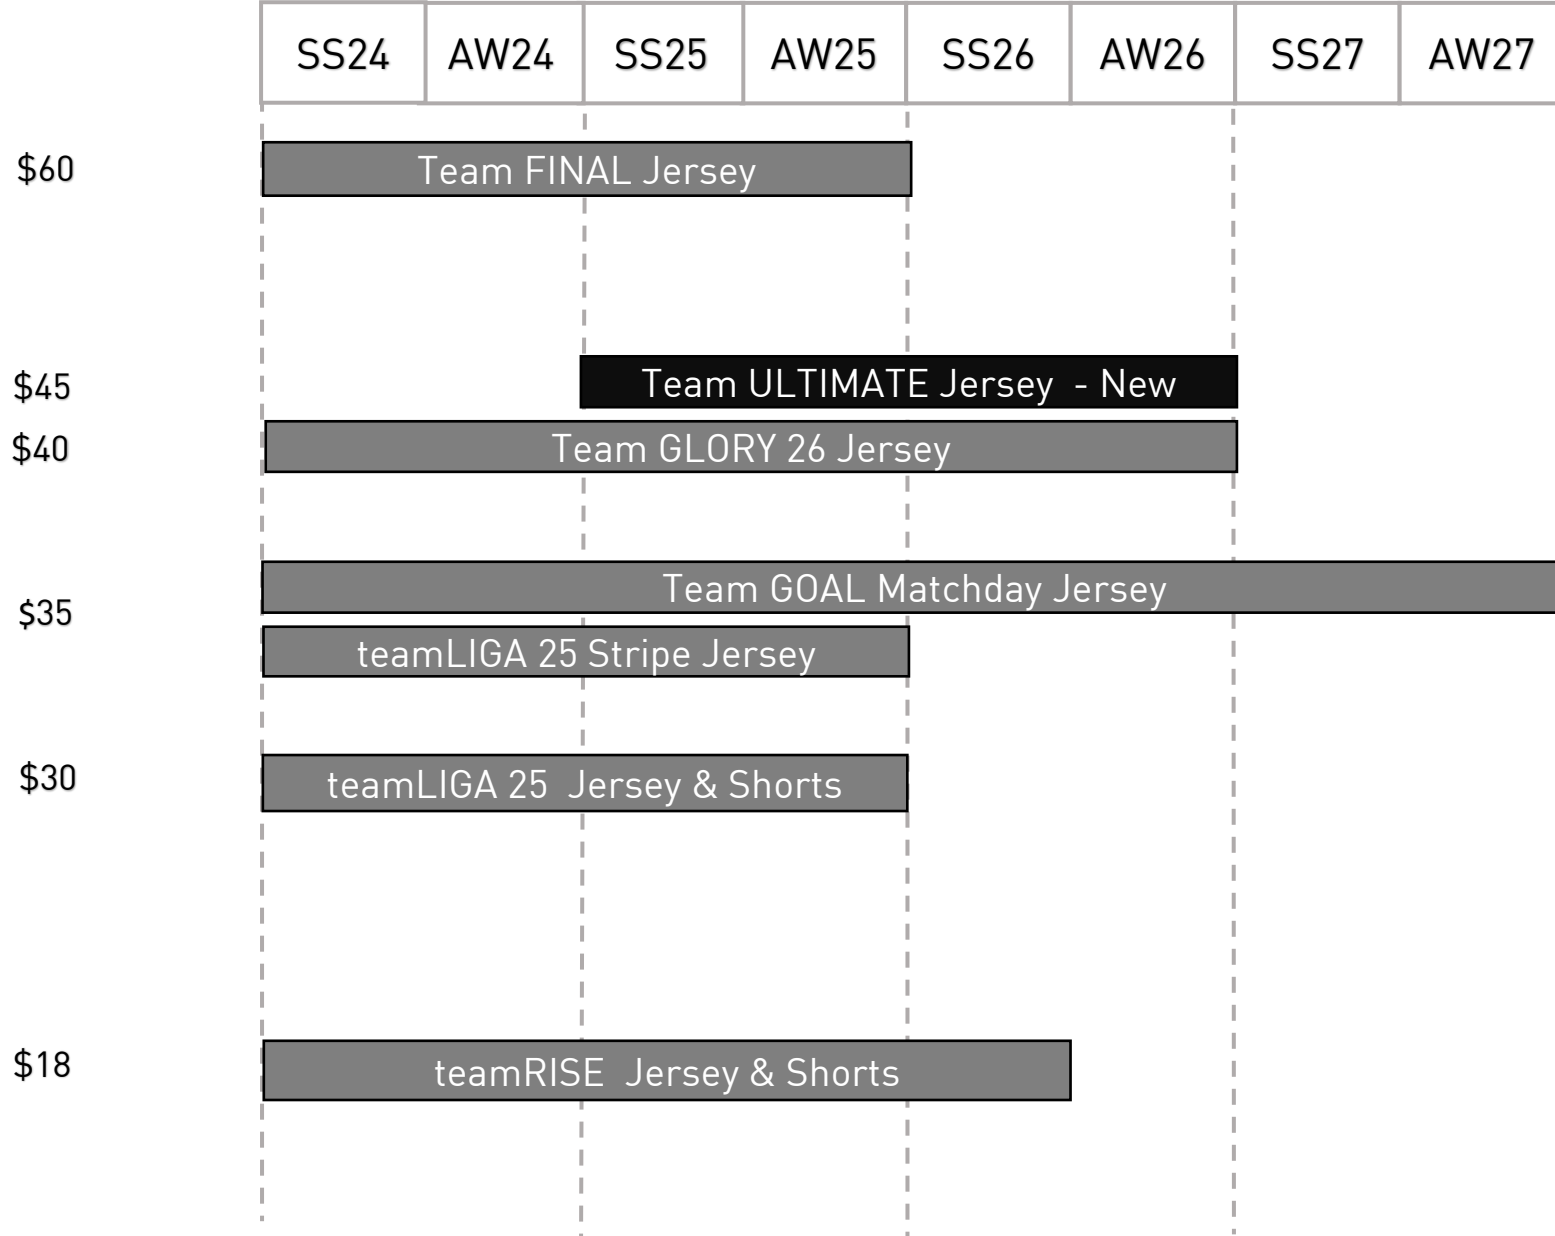 SS24 AW24 SS25 AW25 SS26 AW26 SS27 AW27
$60 Team FINAL Jersey
$45 Team ULTIMATE Jersey - New
$40 Team GLORY 26 Jersey
Team GOAL Matchday Jersey
$35
teamLIGA 25 Stripe Jersey
$30 teamLIGA 25 Jersey & Shorts
$18 teamRISE Jersey & Shorts